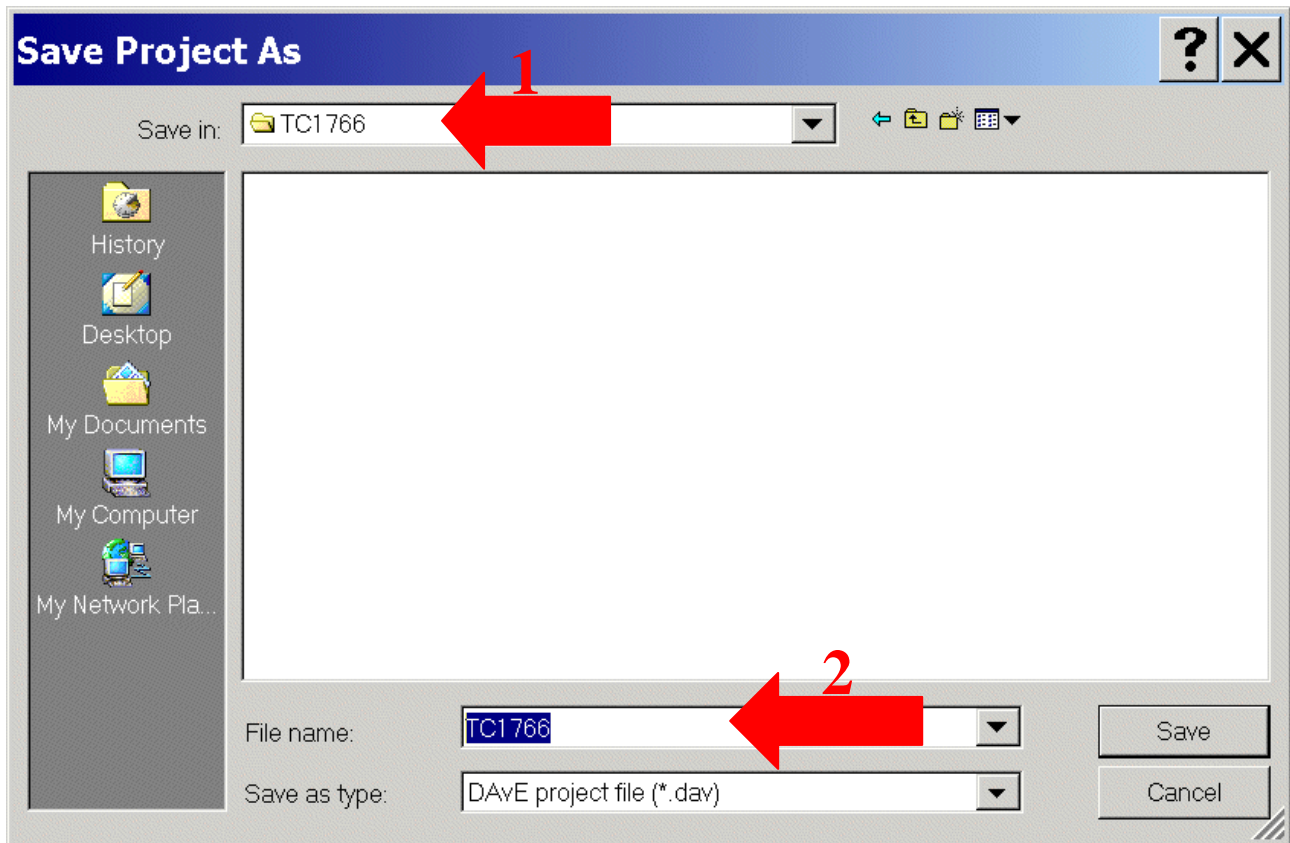 Save Project As
1
Save in: TC1766
History
Desktop
My Documents
My Computer
My Network Pla...
2
File name: TC1766 Save
Save as type: DAvE project file (*.dav) Cancel